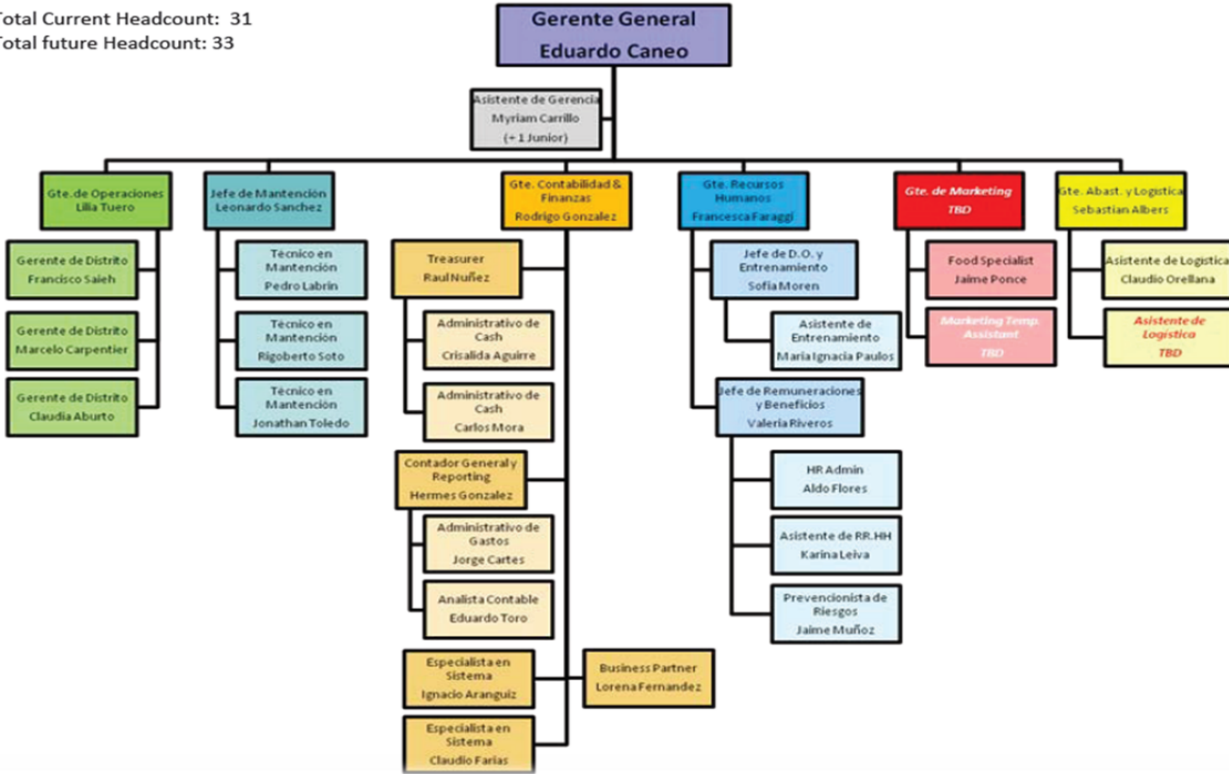 Total Current Headcount: 31
Total future Headcount: 33
Gerente General
Eduardo Caneo
Asistente de Gerencia
Myriam Carrillo
(+ 1 Junior)
Gte. de Operaciones
Lilia Tuero
Gerente de Distrito
Francisco Saieh
Gerente de Distrito
Marcelo Carpentier
Gerente de Distrito
Claudia Aburto
Jefe de Mantención
Leonardo Sanchez
Técnico en
Mantención
Pedro Labrin
Técnico en
Mantención
Rigoberto Soto
Técnico en
Mantención
Jonathan Toledo
Gte. Contabilidad &
Finanzas
Rodrigo Gonzalez
Treasurer
Raul Nuñez
Administrativo de
Cash
Crisalida Aguirre
Administrativo de
Cash
Carlos Mora
Contador General y
Reporting
Hermes Gonzalez
Administrativo de
Gastos
Jorge Cartes
Analista Contable
Eduardo Toro
Especialista en
Sistema
Ignacio Aranguiz
Business Partner
Lorena Fernandez
Especialista en
Sistema
Claudio Farias
Gte. Recursos
Humanos
Francesca Faraggi
Jefe de D.O. y
Entrenamiento
Sofia Moren
Asistente de
Entrenamiento
Maria Ignacia Paulos
Jefe de Remuneraciones
y Beneficios
Valeria Riveros
HR Admin
Aldo Flores
Asistente de RR.HH
Karina Leiva
Prevencionista de
Riesgos
Jaime Muñoz
Gte. de Marketing
TBD
Food Specialist
Jaime Ponce
Marketing Temp.
Assistant
TBD
Gte. Abast. y Logistica
Sebastian Albers
Asistente de Logistica
Claudio Orellana
Asistente de
Logística
TBD